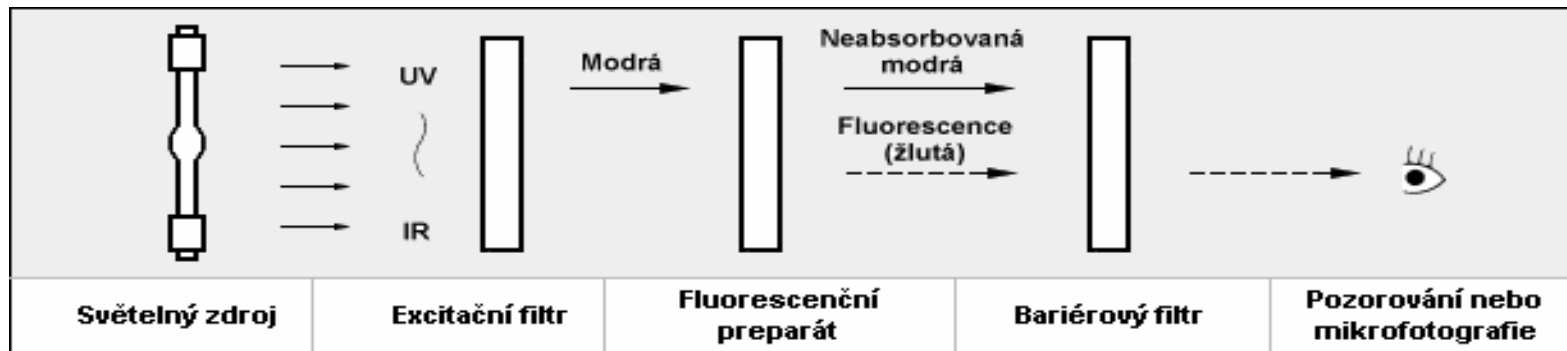 UV
IR
Modrá
Neabsorbovaná
modrá
Fluorescence
(žlutá)
Světelný zdroj
Excitační filtr
Fluorescenční
preparát
Bariérový filtr
Pozorování nebo
mikrofotografie